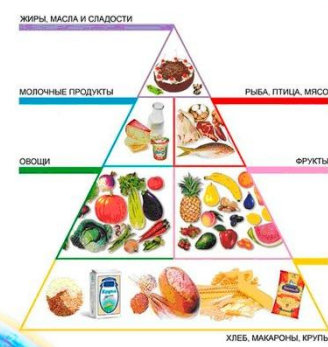 ЖИРЫ, МАСЛА И СЛАДОСТИ
МОЛОЧНЫЕ ПРОДУКТЫ
РЫБА, ПТИЦА, МЯСО
ОВОЩИ
ФРУКТЫ
ХЛЕБ, МАКАРОНЫ, КРУПЫ